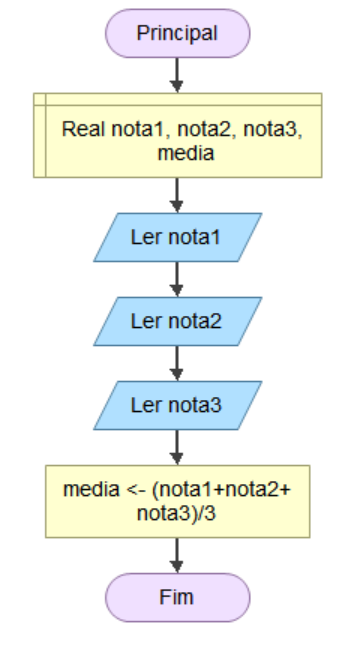 Principal
Real nota1, nota2, nota3,
media
Ler nota1
Ler nota2
Ler nota3
media <- (nota1+nota2+
nota3)/3
Fim